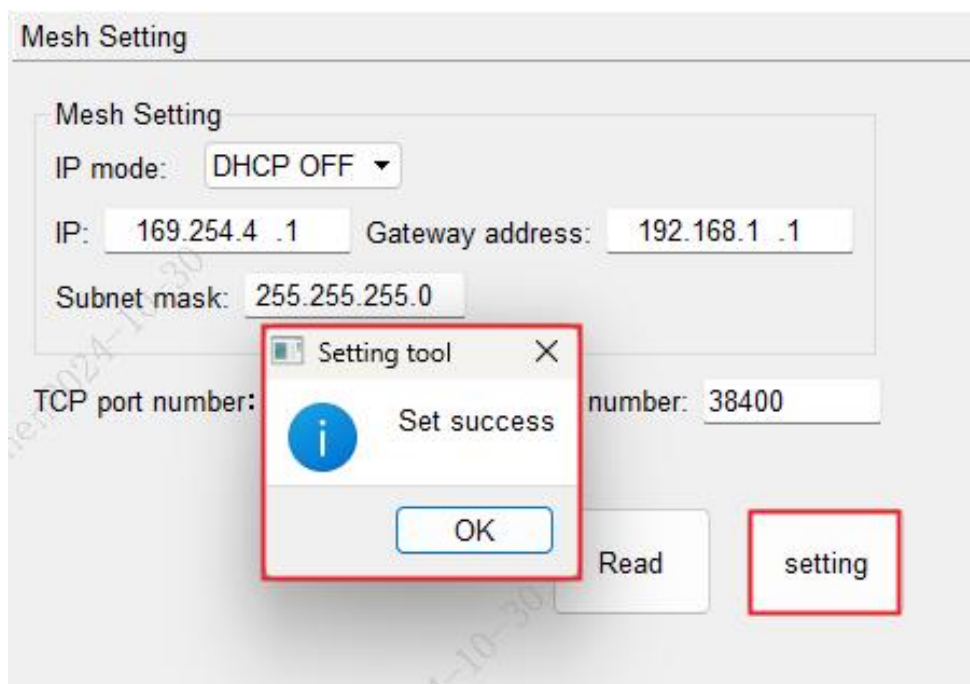 Mesh Setting
Mesh Setting
IP mode: DHCP OFF
IP: 169.254.4 .1 Gateway address: 192.168.1 .1
Subnet mask: 255.255.255.0
Setting tool
TCP port number: number: 38400
Set success
OK
Read setting